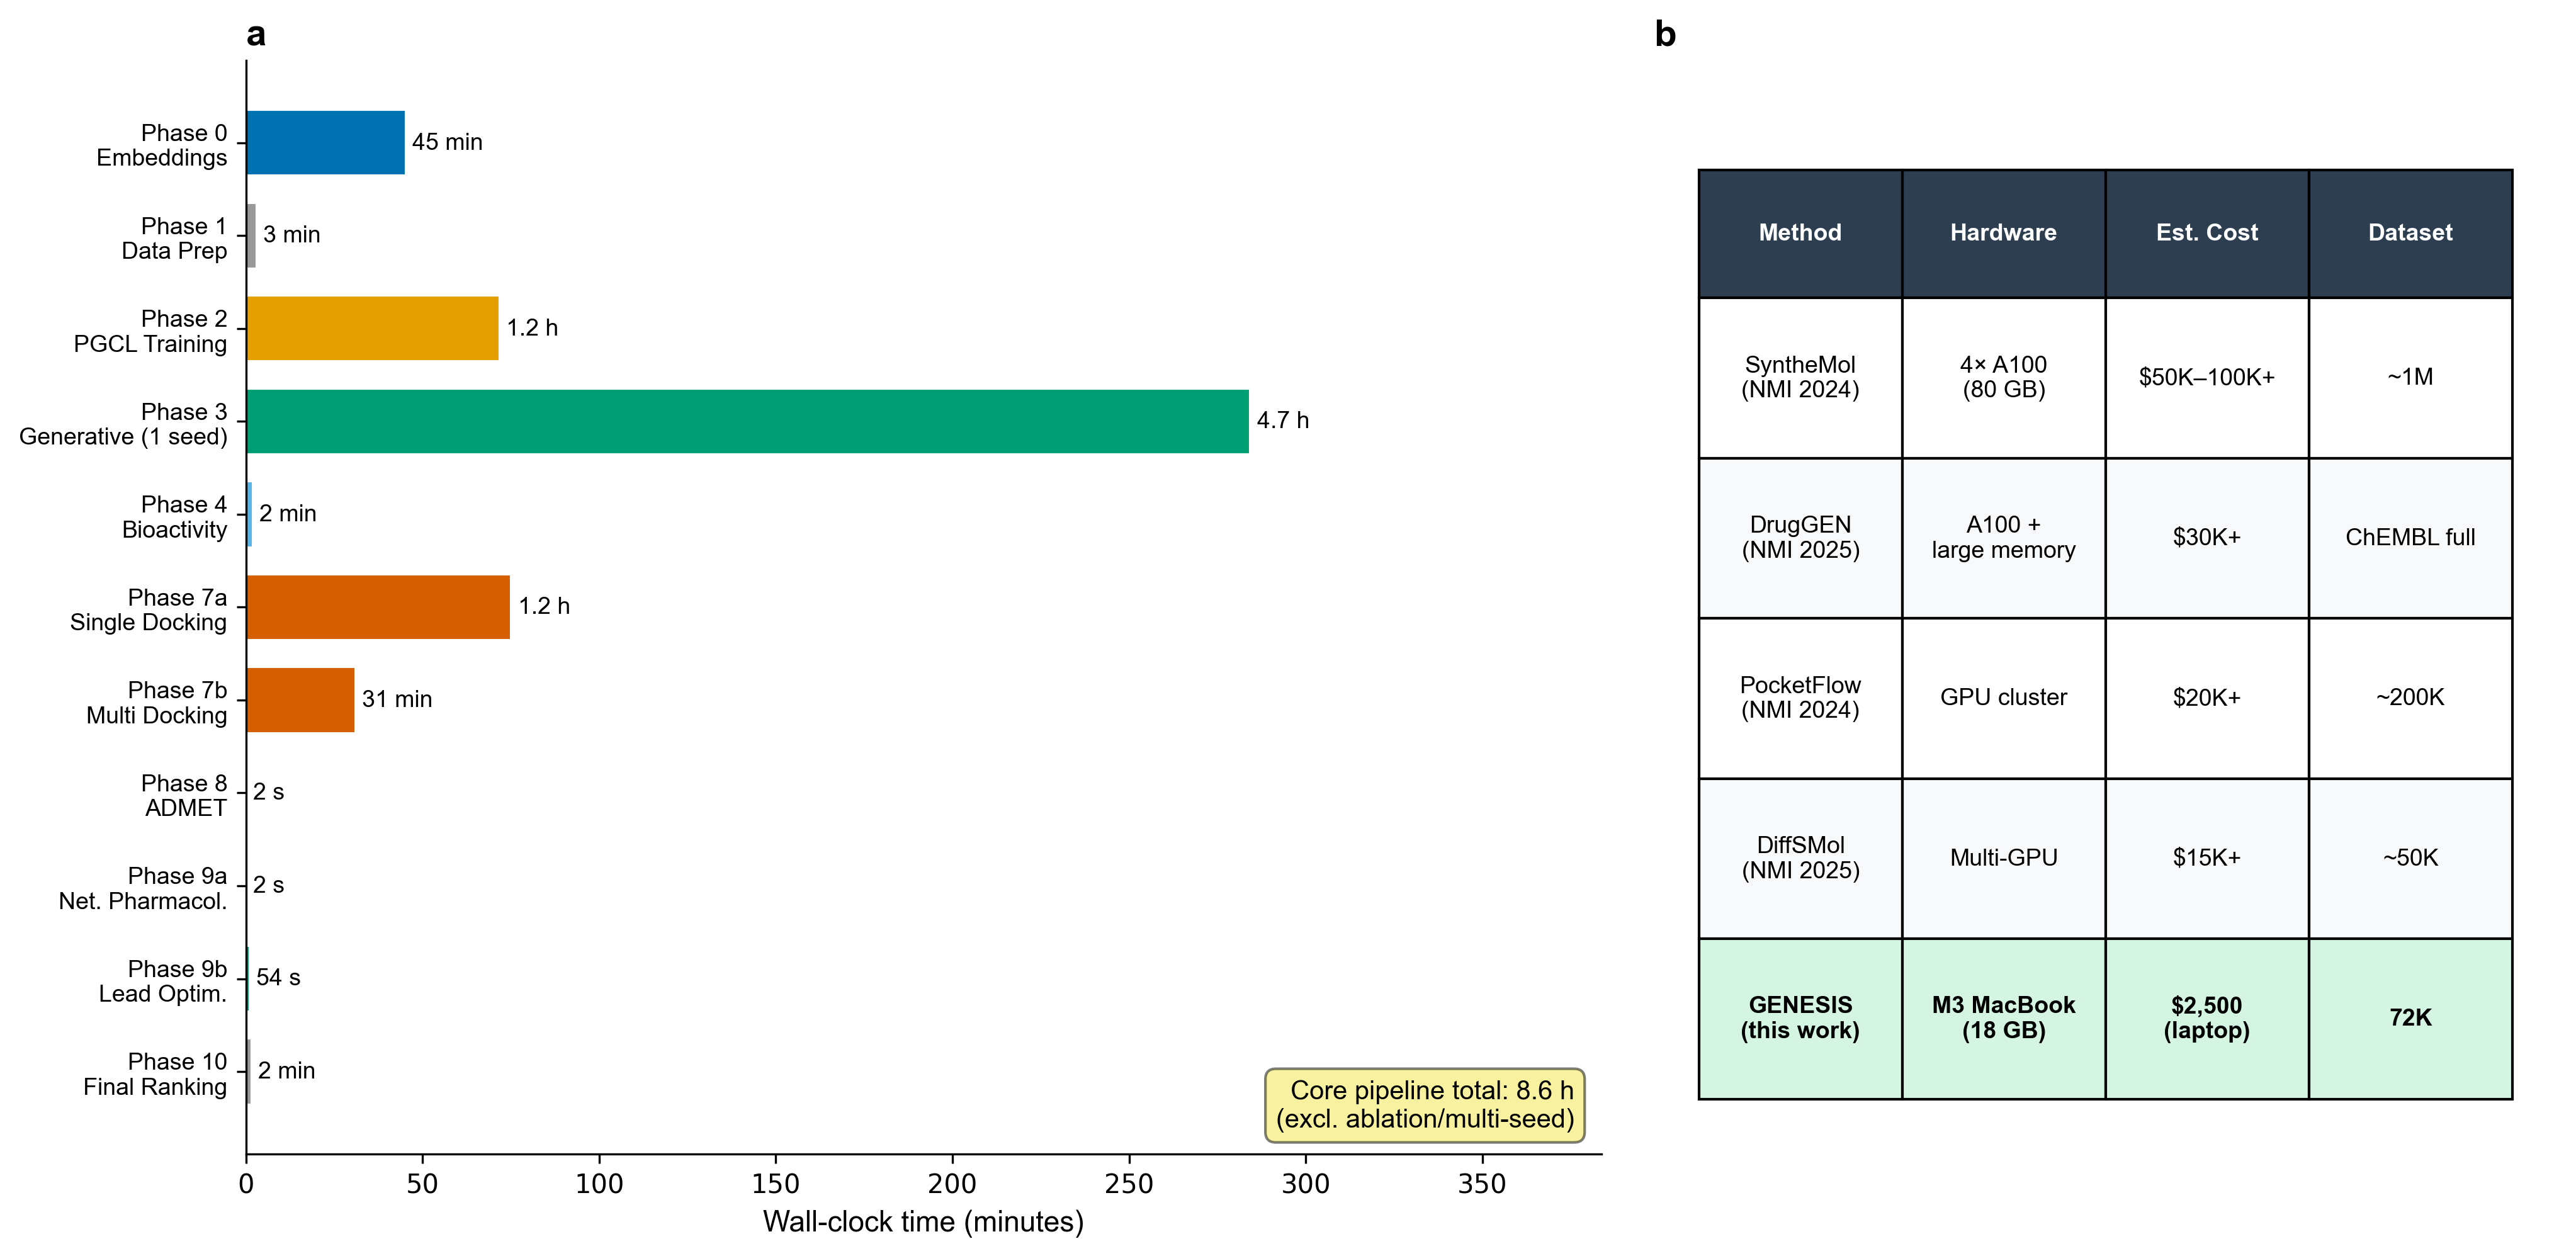 a
Phase 0
Embeddings
45 min
Phase 1
Data Prep
3 min
Phase 2
PGCL Training
1.2 h
Phase 3
Generative (1 seed)
4.7 h
Phase 4
Bioactivity
2 min
Phase 7a
Single Docking
1.2 h
Phase 7b
Multi Docking
31 min
Phase 8
ADMET
2 s
Phase 9a
Net. Pharmacol.
2 s
Phase 9b
Lead Optim.
54 s
Phase 10
Final Ranking
2 min
Core pipeline total: 8.6 h
(excl. ablation/multi-seed)
0 50 100 150 200 250 300 350
Wall-clock time (minutes)
b
Method Hardware Est. Cost Dataset
SyntheMol
(NMI 2024)
4× A100
(80 GB)
$50K–100K+
~1M
DrugGEN
(NMI 2025)
A100 +
large memory
$30K+
ChEMBL full
PocketFlow
(NMI 2024)
GPU cluster
$20K+
~200K
DiffSMol
(NMI 2025)
Multi-GPU
$15K+
~50K
GENESIS
(this work)
M3 MacBook
(18 GB)
$2,500
(laptop)
72K